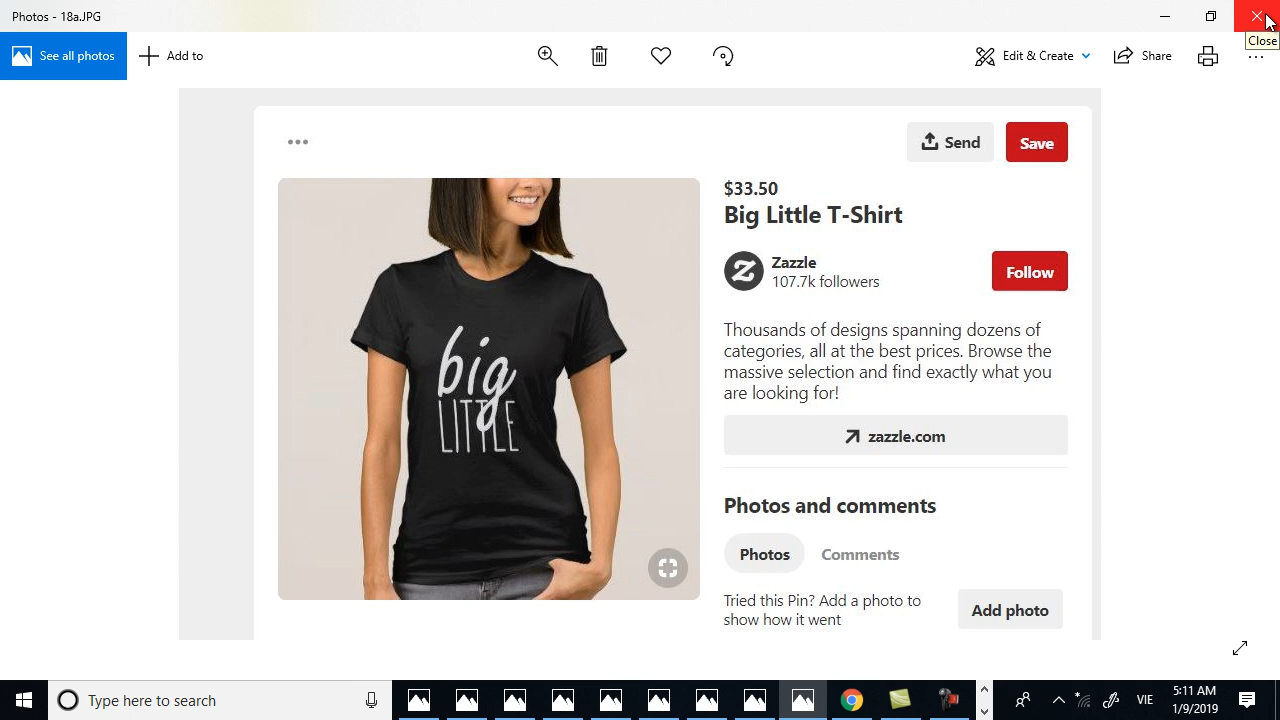 Photos - 18a.JPG
Close
See all photos
Add to
Edit & Create
Share
Send
Save
$33.50
Big Little T-Shirt
Zazzle
107.7k followers
Follow
Thousands of designs spanning dozens of
categories, all at the best prices. Browse the
massive selection and find exactly what you
are looking for!
zazzle.com
Photos and comments
Photos
Comments
Tried this Pin? Add a photo to
show how it went
Add photo
big
LITTLE
Type here to search
VIE
5:11 AM
1/9/2019